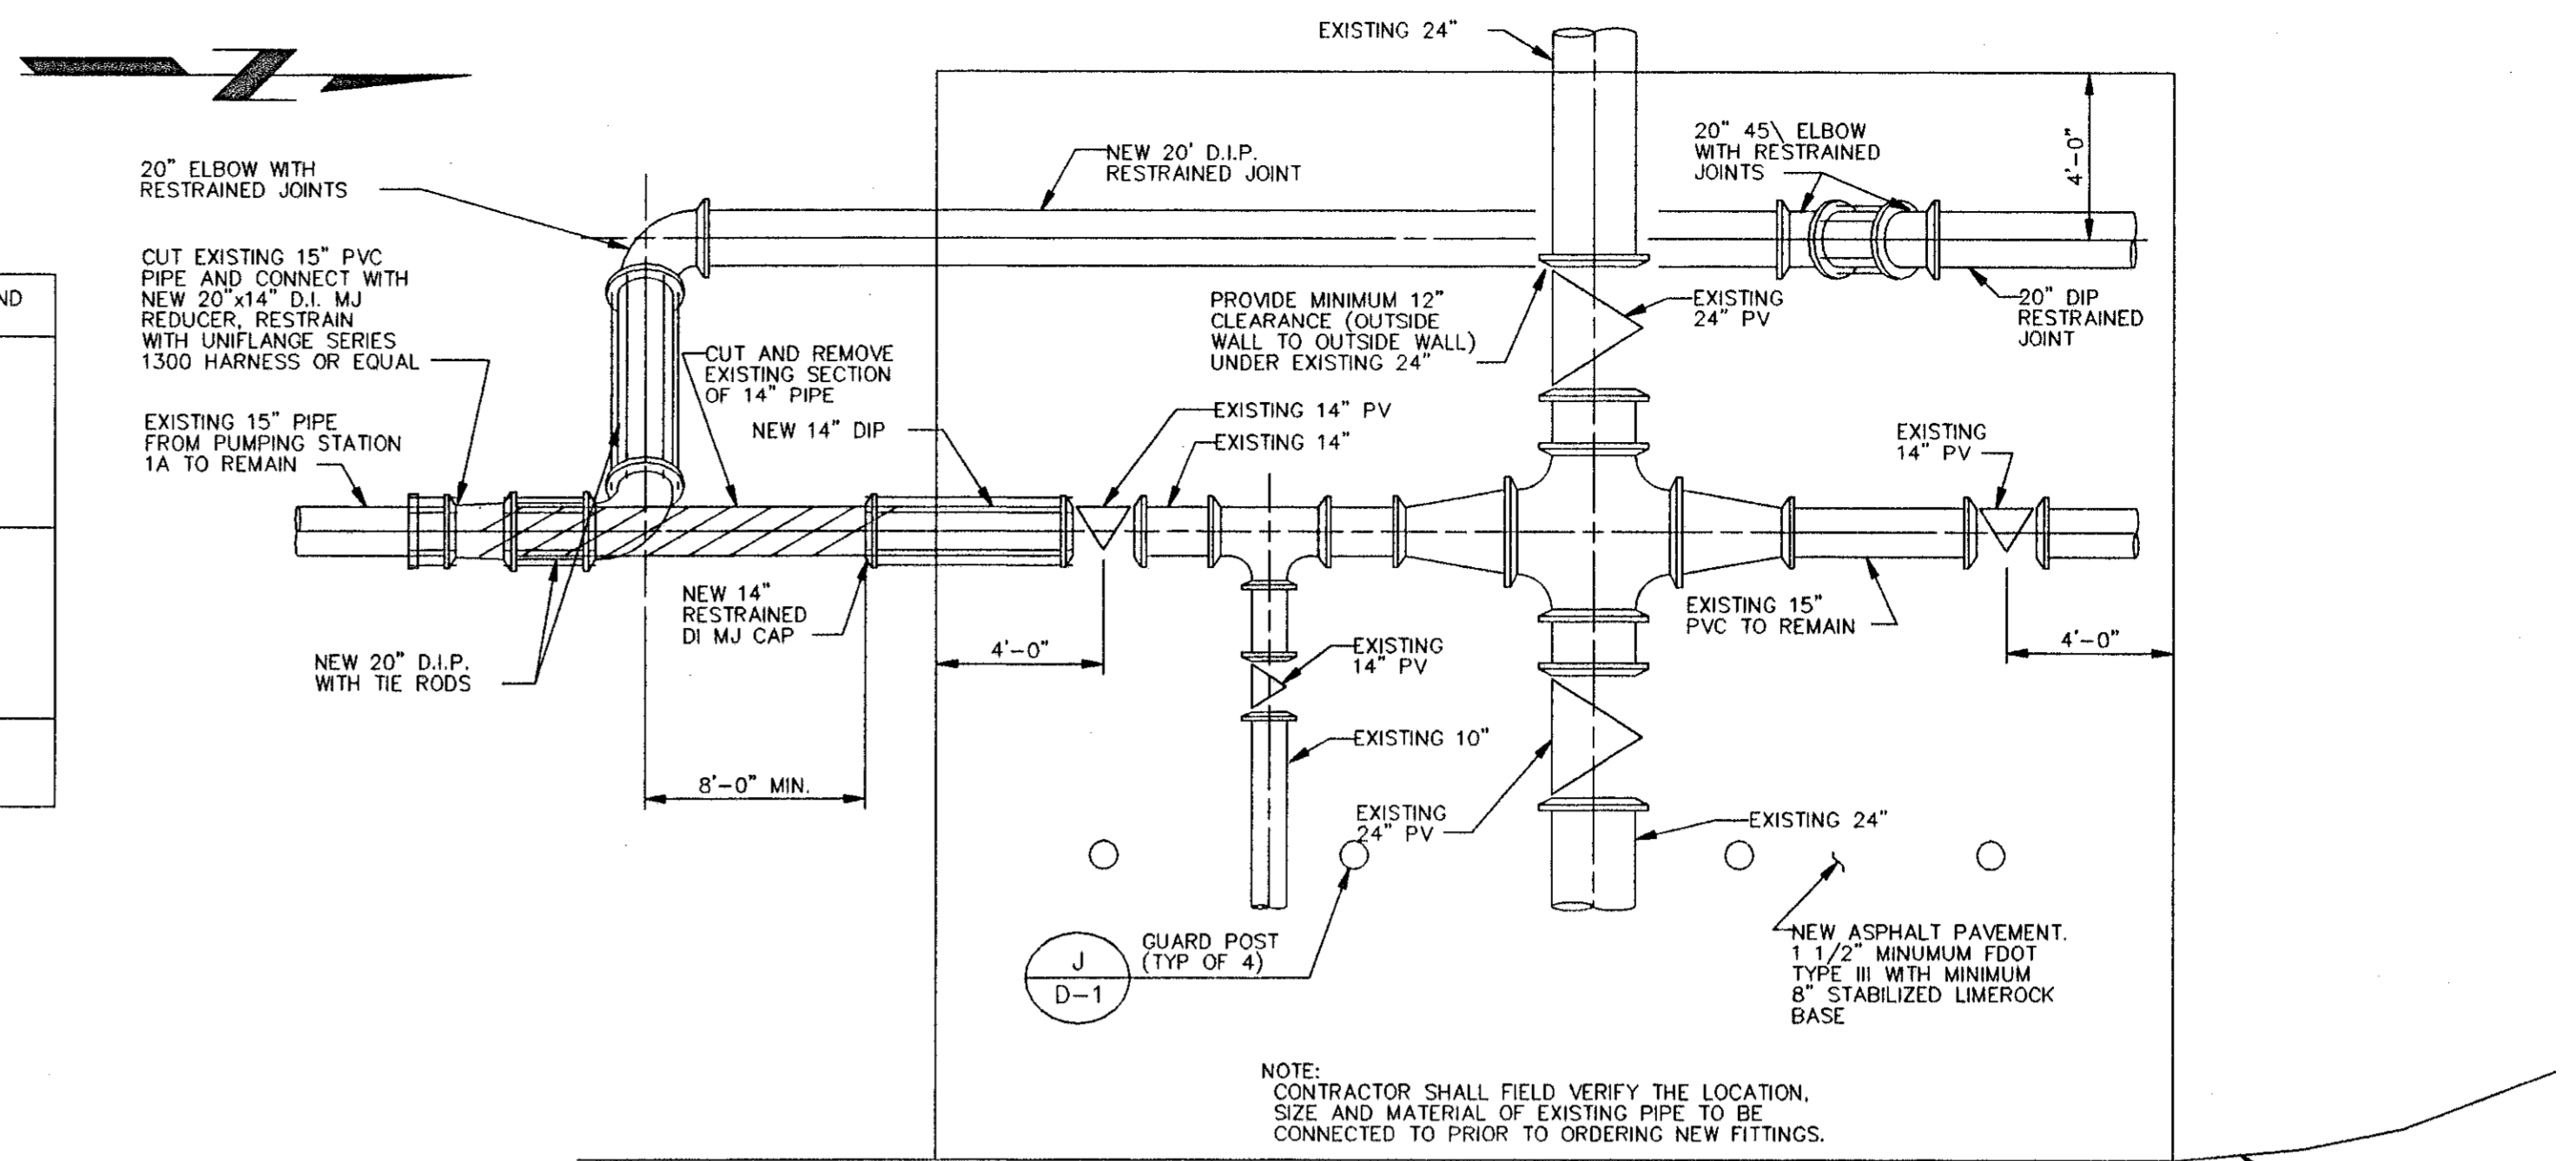 EXISTING 24"
20" ELBOW WITH
RESTRAINED JOINTS
NEW 20' D.I.P.
RESTRAINED JOINT
20" 45\ ELBOW
WITH RESTRAINED
JOINTS
4'-0"
CUT EXISTING 15" PVC
PIPE AND CONNECT WITH
NEW 20"x14" D.I. MJ
REDUCER, RESTRAIN
WITH UNIFLANGE SERIES
1300 HARNESS OR EQUAL
ND
PROVIDE MINIMUM 12"
CLEARANCE (OUTSIDE
WALL TO OUTSIDE WALL)
UNDER EXISTING 24"
EXISTING
24" PV
20" DIP
RESTRAINED
JOINT
CUT AND REMOVE
EXISTING SECTION
OF 14" PIPE
EXISTING 15" PIPE
FROM PUMPING STATION
1A TO REMAIN
NEW 14" DIP
EXISTING 14" PV
EXISTING 14"
EXISTING
14" PV
NEW 14"
RESTRAINED
DI MJ CAP
EXISTING 15"
PVC TO REMAIN
4'-0"
EXISTING
14" PV
4'-0"
NEW 20" D.I.P.
WITH TIE RODS
EXISTING 10"
8'-0" MIN.
EXISTING
24" PV
EXISTING 24"
J
D-1
GUARD POST
(TYP OF 4)
NEW ASPHALT PAVEMENT.
1 1/2" MINUMUM FDOT
TYPE III WITH MINIMUM
8" STABILIZED LIMEROCK
BASE
NOTE:
CONTRACTOR SHALL FIELD VERIFY THE LOCATION,
SIZE AND MATERIAL OF EXISTING PIPE TO BE
CONNECTED TO PRIOR TO ORDERING NEW FITTINGS.